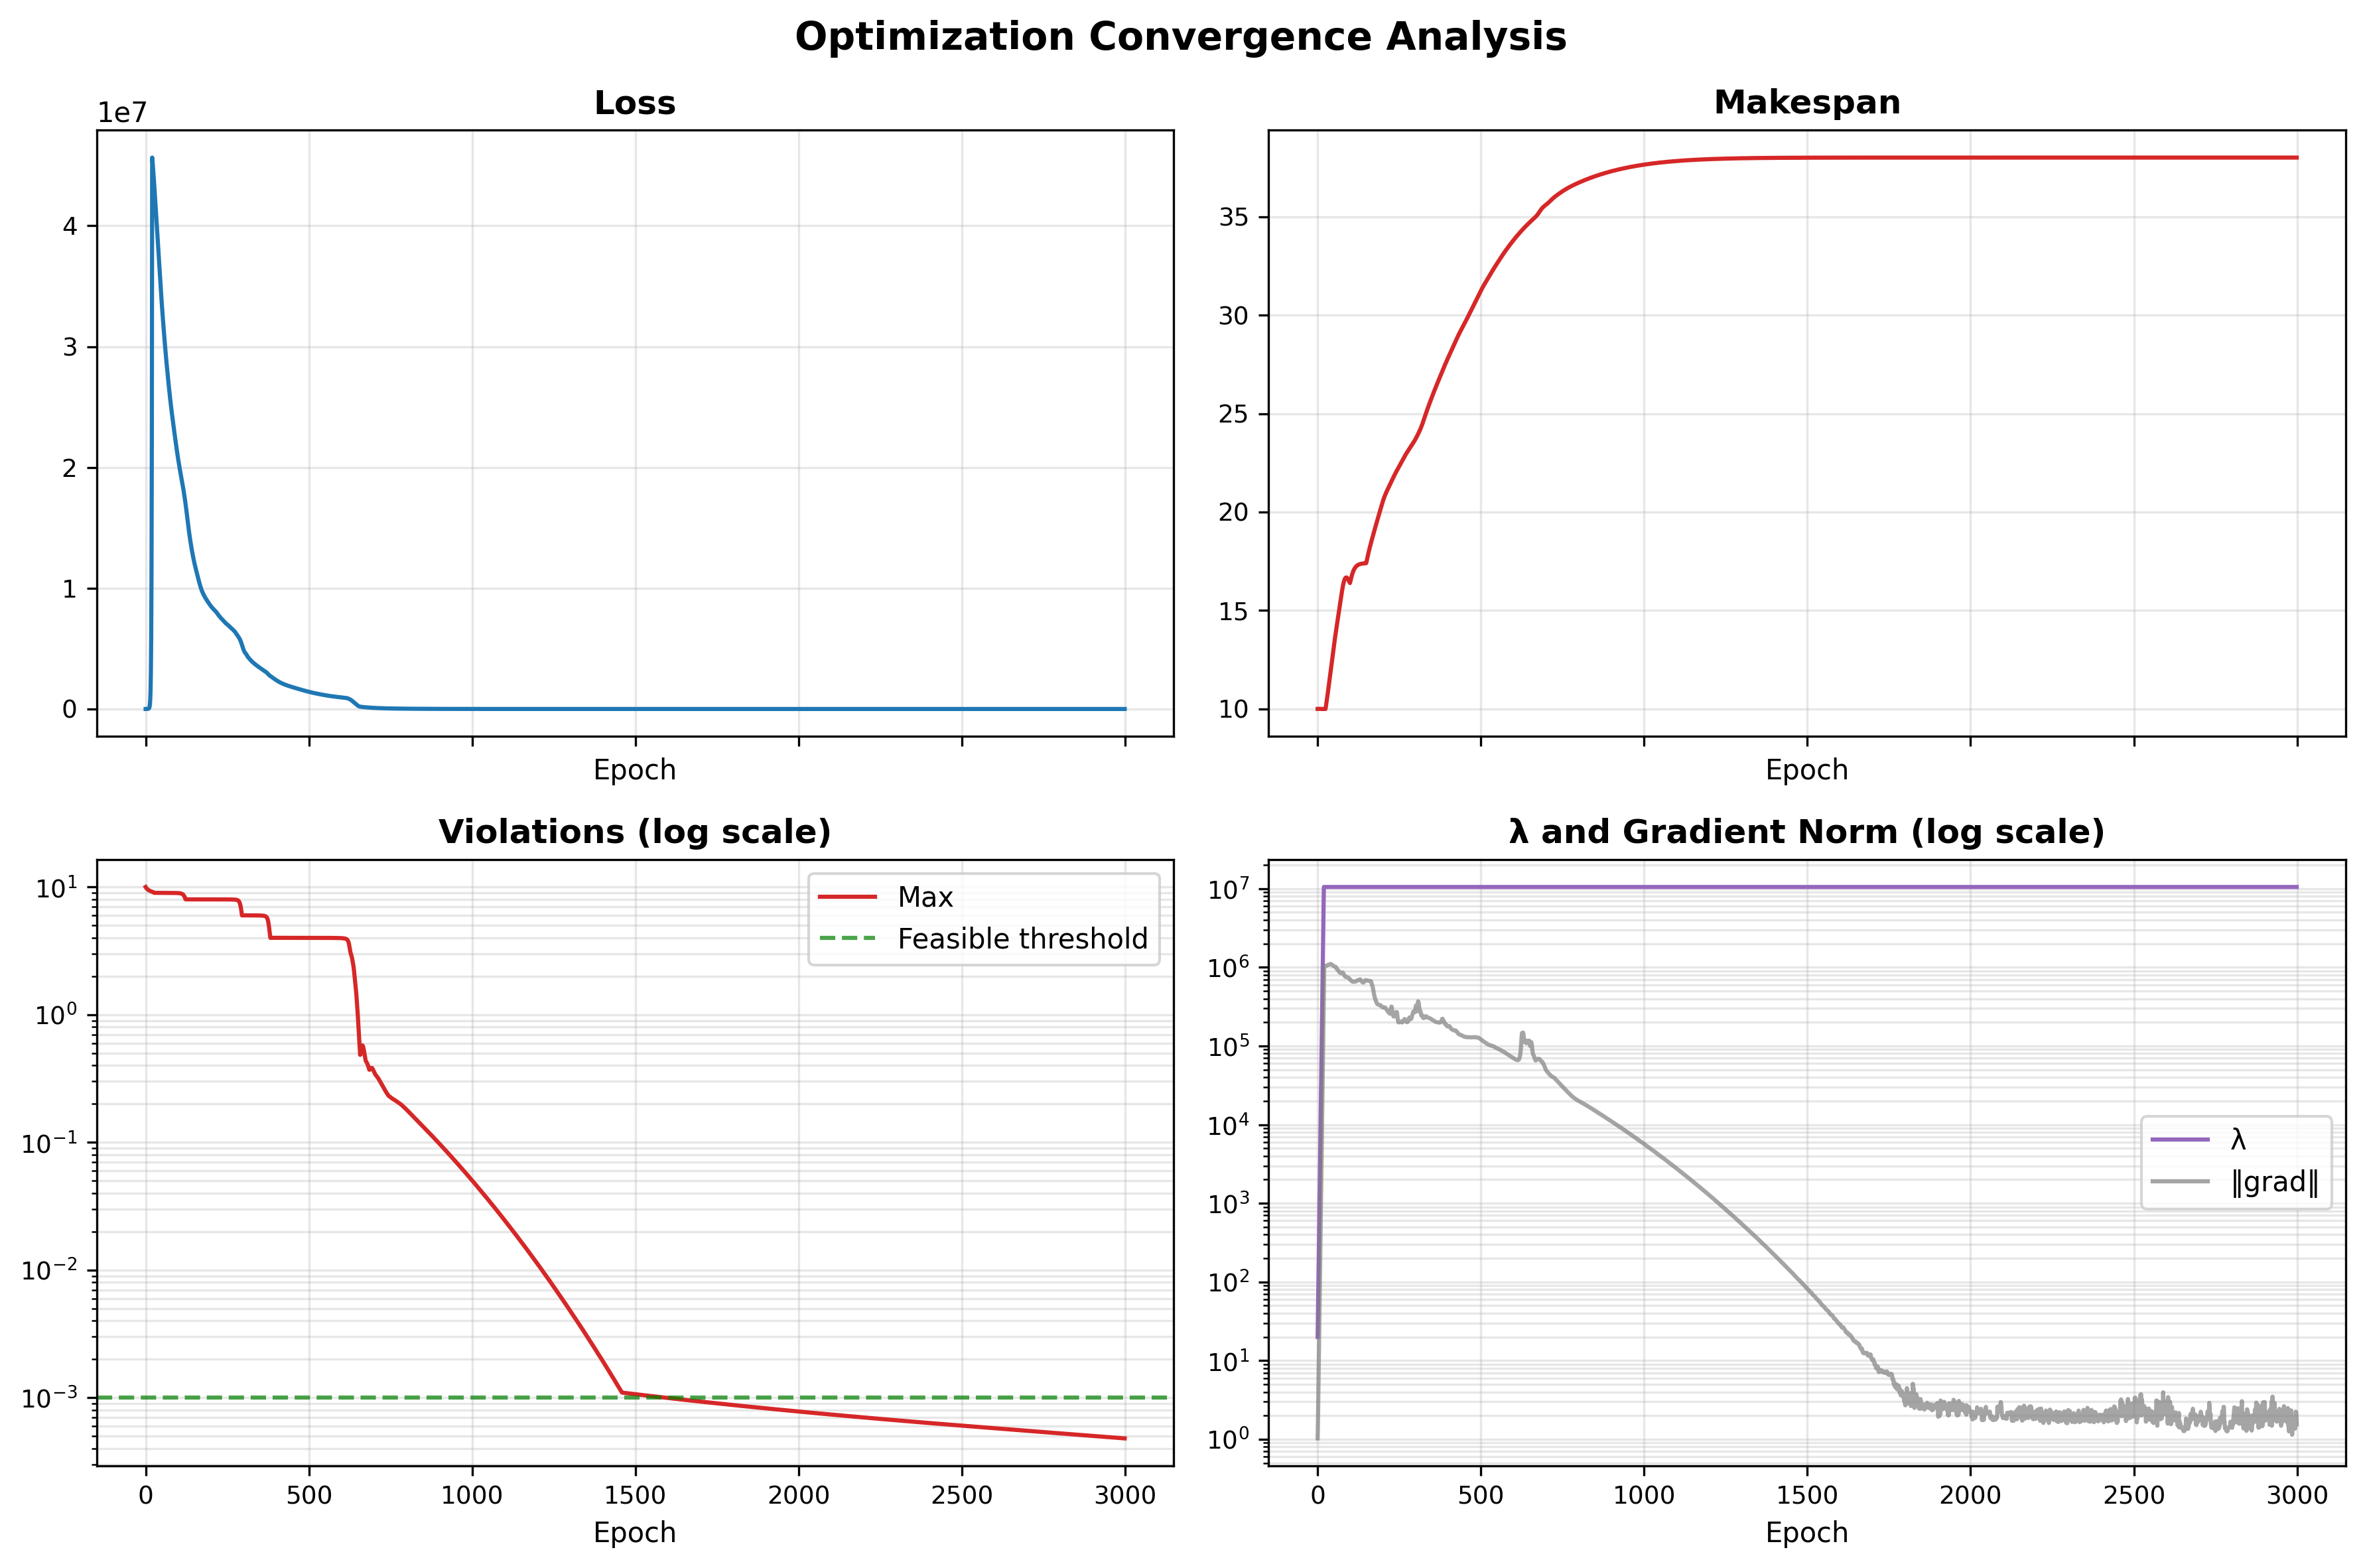 Optimization Convergence Analysis
Loss
1e7
4
3
2
1
0
Epoch
Makespan
35
30
25
20
15
10
Epoch
Violations (log scale)
10¹
10⁰
10⁻¹
10⁻²
10⁻³
Max
Feasible threshold
0 500 1000 1500 2000 2500 3000
Epoch
λ and Gradient Norm (log scale)
10⁷
10⁶
10⁵
10⁴
10³
10²
10¹
10⁰
λ
‖grad‖
0 500 1000 1500 2000 2500 3000
Epoch